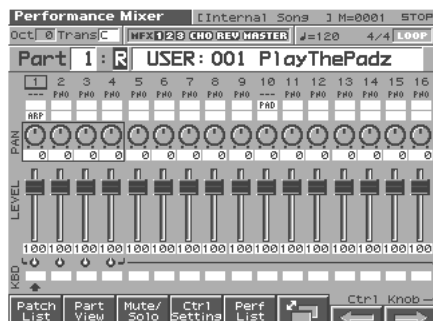 Performance Mixer [Internal Song ] M=0001 STOP
Oct 0 Trans C MFX 1 2 3 CHO REV MASTER ♩=120 4/4 LOOP
Part 1 : R USER: 001 PlayThePadz
1 2 3 4 5 6 7 8 9 10 11 12 13 14 15 16
--- PNO PNO PNO PNO PNO PNO PNO PNO --- PNO PNO PNO PNO PNO PNO
PAD
ARP
PAN
0 0 0 0 0 0 0 0 0 0 0 0 0 0 0 0
LEVEL
100 100 100 100 100 100 100 100 100 100 100 100 100 100 100 100
KBD
Ctrl Knob
Patch List Part View Mute/Solo Ctrl Setting Perf List